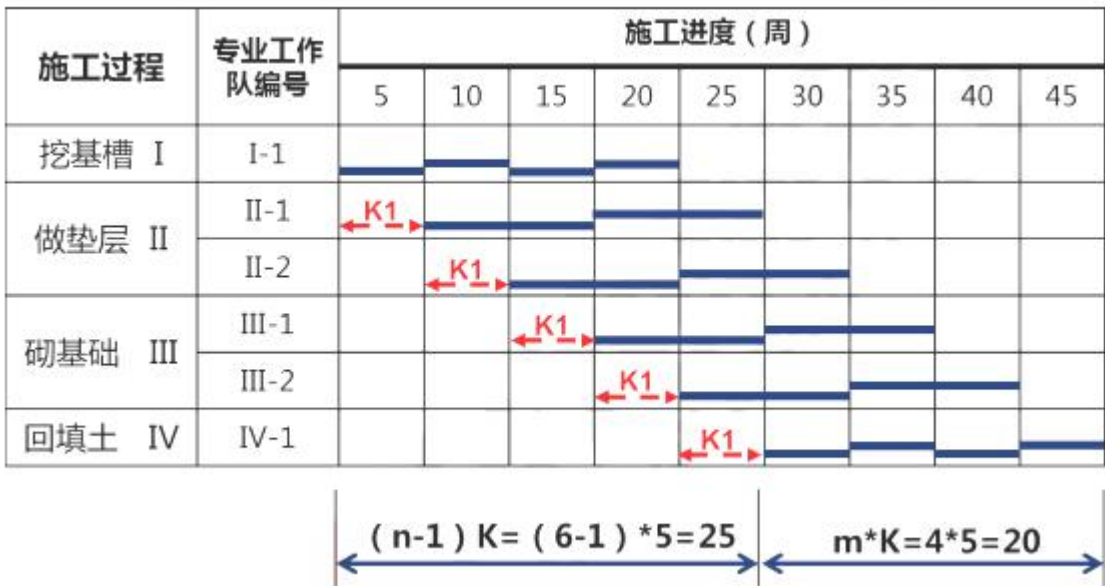 施工过程
专业工作
队编号
施工进度（周）
5 10 15 20 25 30 35 40 45
挖基槽 I I-1
做垫层 II
II-1 K1
II-2 K1
砌基础 III
III-1 K1
III-2 K1
回填土 IV IV-1 K1
（n-1）K=（6-1）*5=25 m*K=4*5=20